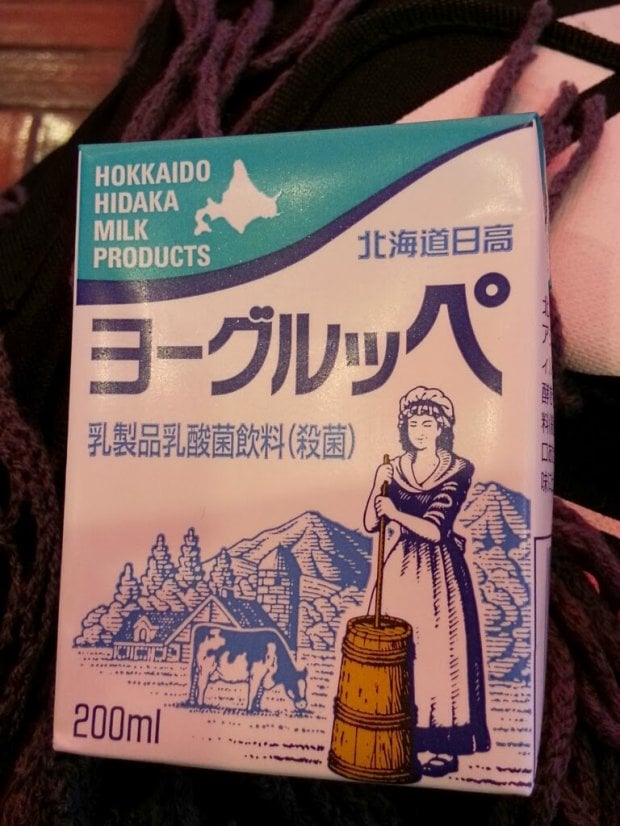 HOKKAIDO
HIDAKA
MILK
PRODUCTS
北海道日高
ヨーグルッペ
乳製品乳酸菌飲料(殺菌)
200ml